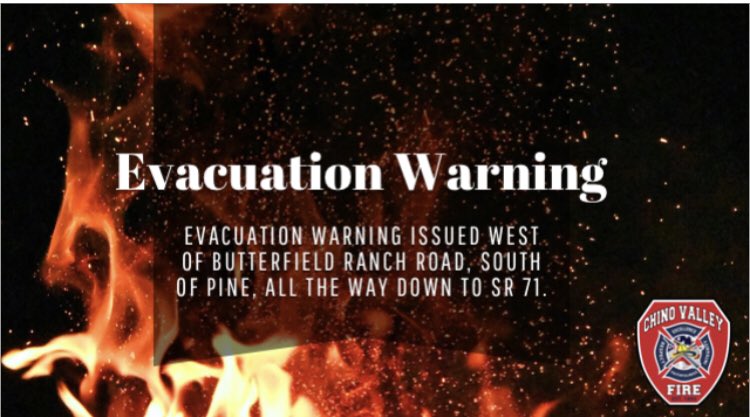 Evacuation Warning
EVACUATION WARNING ISSUED WEST
OF BUTTERFIELD RANCH ROAD, SOUTH
OF PINE, ALL THE WAY DOWN TO SR 71.
CHINO VALLEY
FIRE